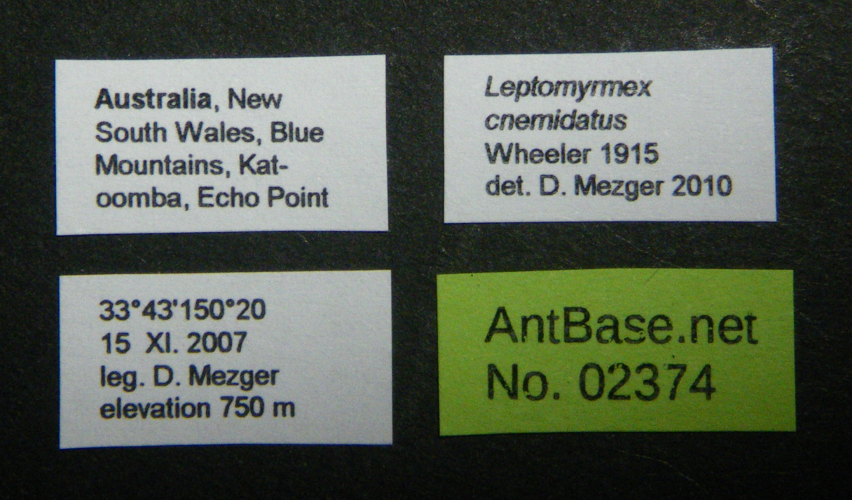 Australia, New
South Wales, Blue
Mountains, Kat-
oomba, Echo Point
Leptomyrmex
cnemidatus
Wheeler 1915
det. D. Mezger 2010
33°43'150°20
15 XI. 2007
leg. D. Mezger
elevation 750 m
AntBase.net
No. 02374